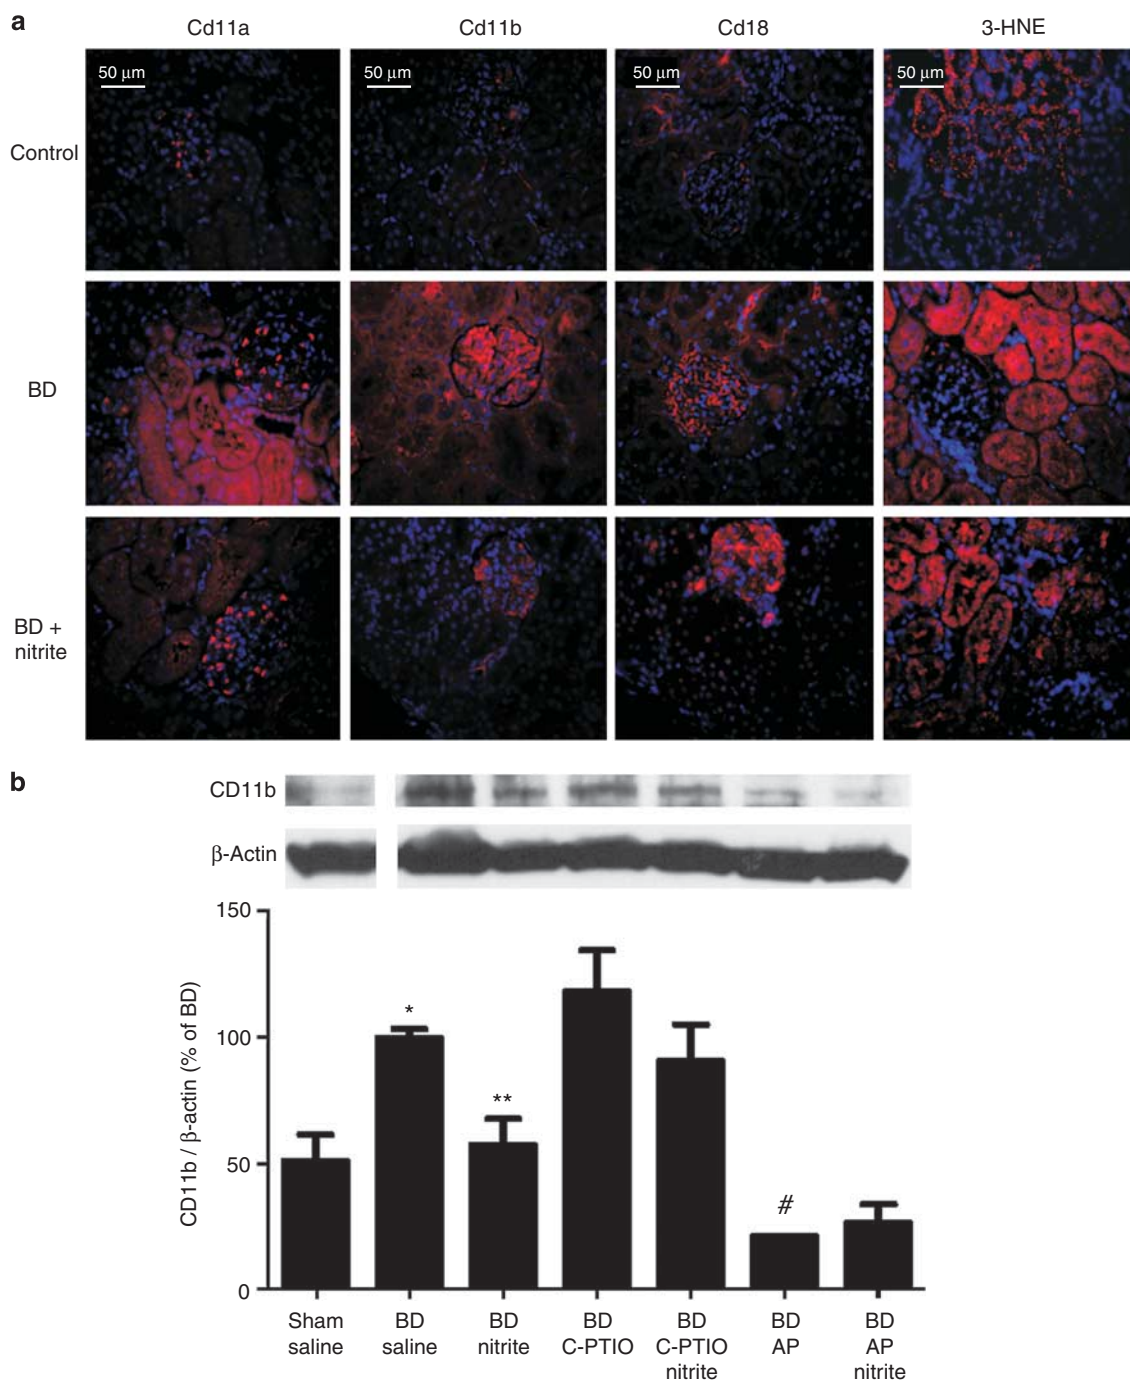 a
Cd11a Cd11b Cd18 3-HNE
50 μm 50 μm 50 μm 50 μm
Control
BD
BD +
nitrite
b
CD11b
β-Actin
CD11b / β-actin (% of BD)
150
100
50
0
*
**
#
Sham
saline
BD
saline
BD
nitrite
BD
C-PTIO
BD
C-PTIO
nitrite
BD
AP
BD
AP
nitrite